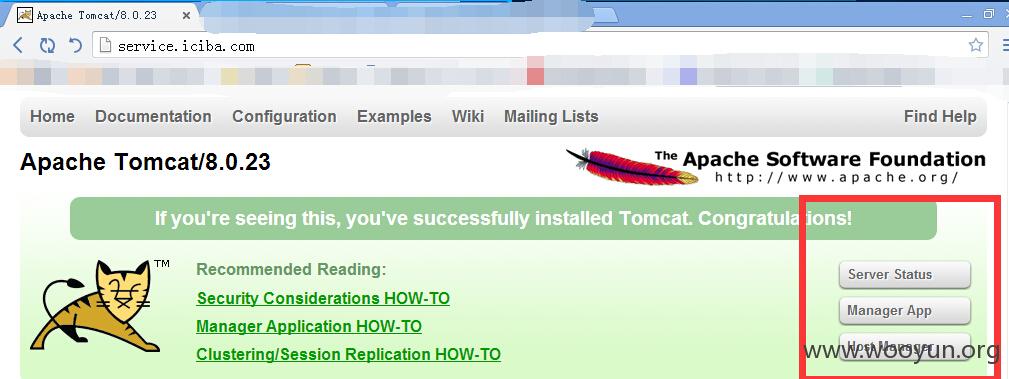 Apache Tomcat/8.0.23
service.iciba.com
Home Documentation Configuration Examples Wiki Mailing Lists Find Help
Apache Tomcat/8.0.23
The Apache Software Foundation
http://www.apache.org/
If you're seeing this, you've successfully installed Tomcat. Congratulations!
TM
Recommended Reading:
Security Considerations HOW-TO
Manager Application HOW-TO
Clustering/Session Replication HOW-TO
Server Status
Manager App
Host Manager
www.wooyun.org